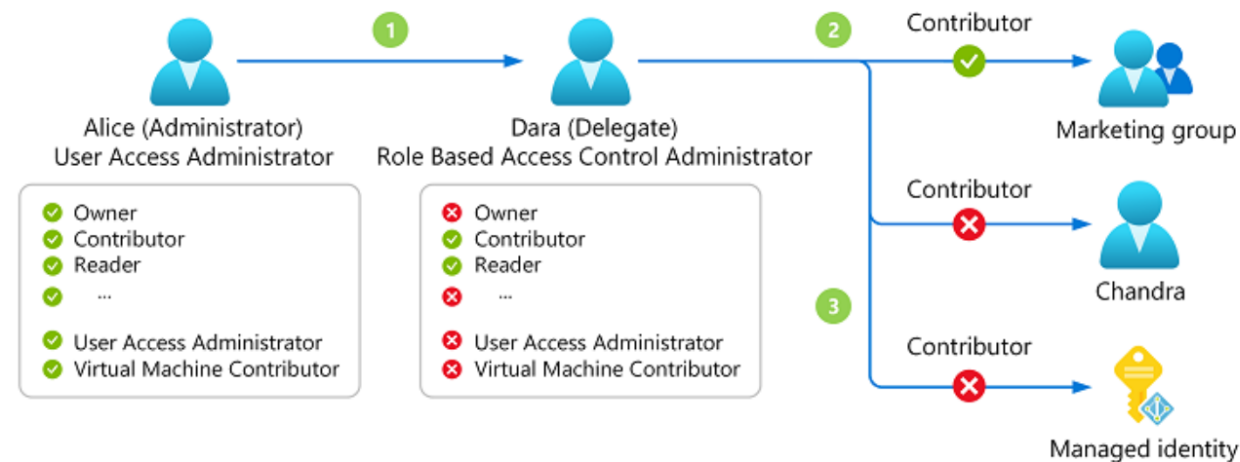 1
2
Contributor
Alice (Administrator)
User Access Administrator
Dara (Delegate)
Role Based Access Control Administrator
Marketing group
Owner
Contributor
Reader
...
User Access Administrator
Virtual Machine Contributor
Owner
Contributor
Reader
...
User Access Administrator
Virtual Machine Contributor
Contributor
Chandra
3
Contributor
Managed identity